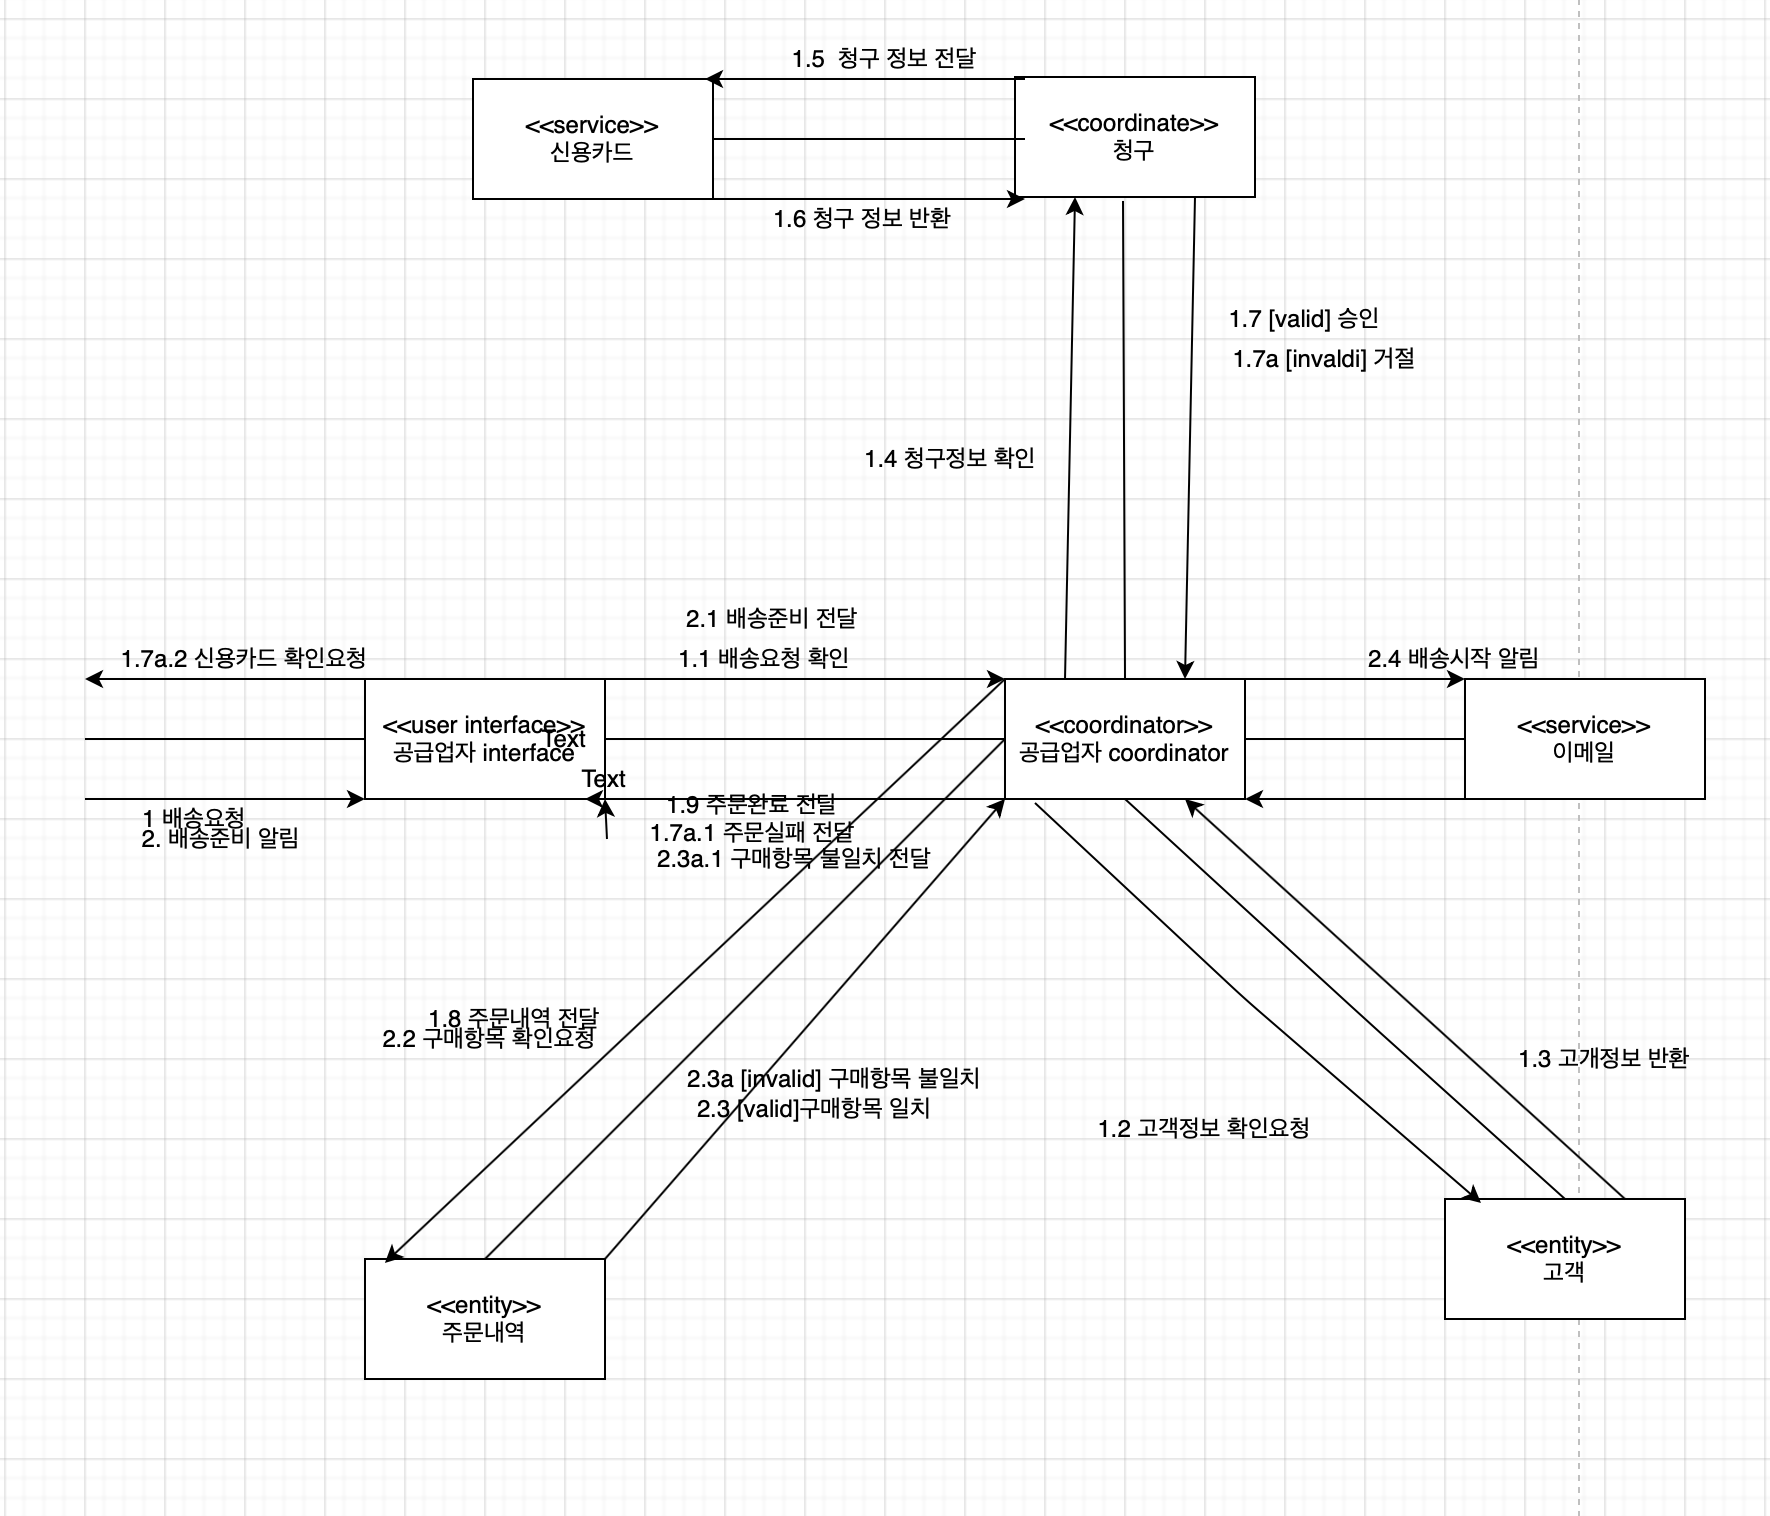 1.5 청구 정보 전달
<<service>>
신용카드
<<coordinate>>
청구
1.6 청구 정보 반환
1.7 [valid] 승인
1.7a [invaldi] 거절
1.4 청구정보 확인
2.1 배송준비 전달
1.7a.2 신용카드 확인요청
1.1 배송요청 확인
2.4 배송시작 알림
<<user interface>>
공급업자 interface
Text
Text
<<coordinator>>
공급업자 coordinator
<<service>>
이메일
1 배송요청
2. 배송준비 알림
1.9 주문완료 전달
1.7a.1 주문실패 전달
2.3a.1 구매항목 불일치 전달
1.8 주문내역 전달
2.2 구매항목 확인요청
2.3a [invalid] 구매항목 불일치
2.3 [valid]구매항목 일치
1.3 고개정보 반환
1.2 고객정보 확인요청
<<entity>>
고객
<<entity>>
주문내역